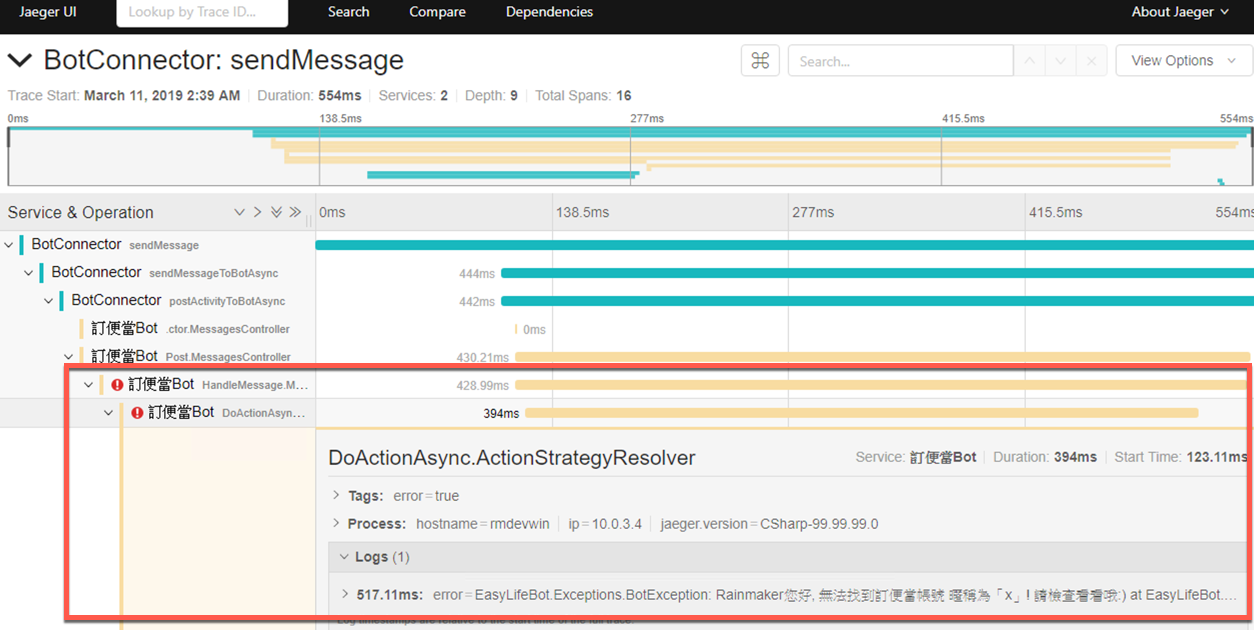 Jaeger UI Lookup by Trace ID... Search Compare Dependencies About Jaeger
BotConnector: sendMessage ⌘ Search... View Options
Trace Start: March 11, 2019 2:39 AM Duration: 554ms Services: 2 Depth: 9 Total Spans: 16
0ms 138.5ms 277ms 415.5ms 554ms
Service & Operation 0ms 138.5ms 277ms 415.5ms 554ms
BotConnector sendMessage
BotConnector sendMessageToBotAsync 444ms
BotConnector postActivityToBotAsync 442ms
訂便當Bot .ctor.MessagesController 0ms
訂便當Bot Post.MessagesController 430.21ms
訂便當Bot HandleMessage.M... 428.99ms
訂便當Bot DoActionAsyn... 394ms
DoActionAsync.ActionStrategyResolver Service: 訂便當Bot Duration: 394ms Start Time: 123.11ms
Tags: error=true
Process: hostname=rmdevwin ip=10.0.3.4 jaeger.version=CSharp-99.99.99.0
Logs (1)
517.11ms: error=EasyLifeBot.Exceptions.BotException: Rainmaker您好, 無法找到訂便當帳號 暱稱為「x」! 請檢查看看哦:) at EasyLifeBot....
Log timestamps are relative to the start time of the full trace.